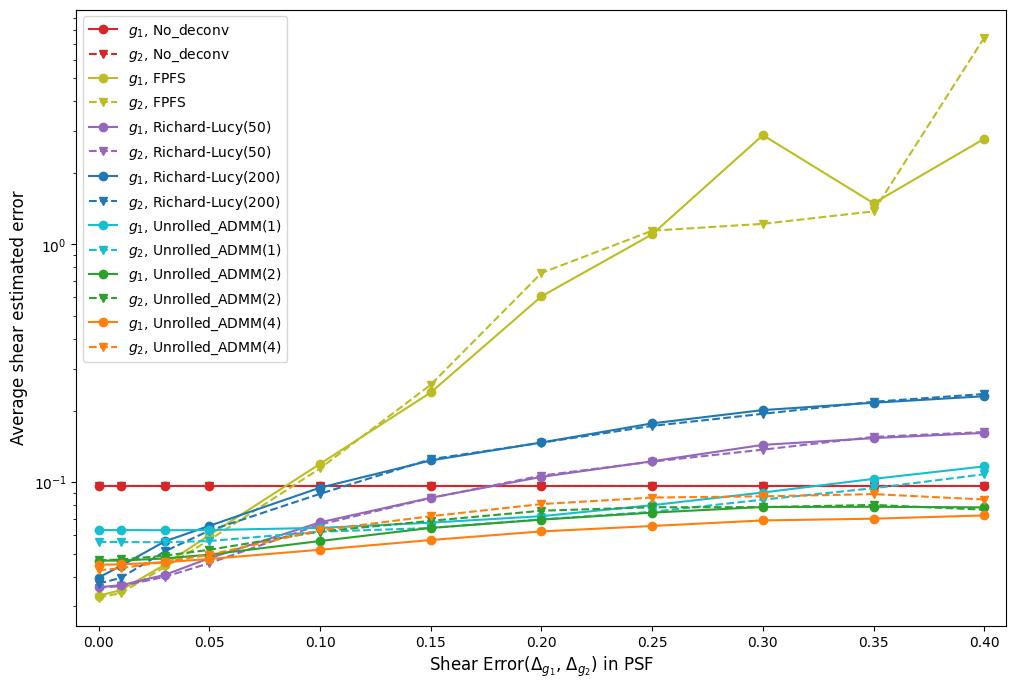 g₁, No_deconv
g₂, No_deconv
g₁, FPFS
g₂, FPFS
g₁, Richard-Lucy(50)
g₂, Richard-Lucy(50)
g₁, Richard-Lucy(200)
g₂, Richard-Lucy(200)
g₁, Unrolled_ADMM(1)
g₂, Unrolled_ADMM(1)
g₁, Unrolled_ADMM(2)
g₂, Unrolled_ADMM(2)
g₁, Unrolled_ADMM(4)
g₂, Unrolled_ADMM(4)
Average shear estimated error
10⁰
10⁻¹
0.00 0.05 0.10 0.15 0.20 0.25 0.30 0.35 0.40
Shear Error(Δg₁, Δg₂) in PSF